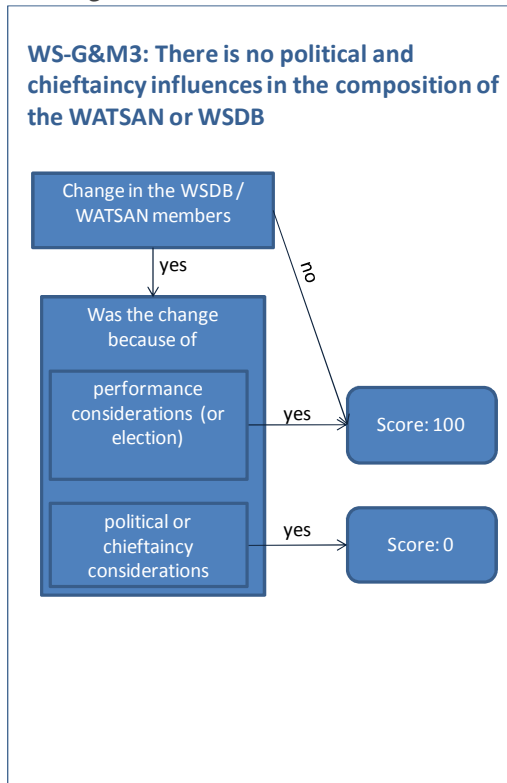 WS-G&M3: There is no political and
chieftaincy influences in the composition of
the WATSAN or WSDB
Change in the WSDB /
WATSAN members
yes
no
Was the change
because of
performance
considerations (or
election)
yes
Score: 100
political or
chieftaincy
considerations
yes
Score: 0